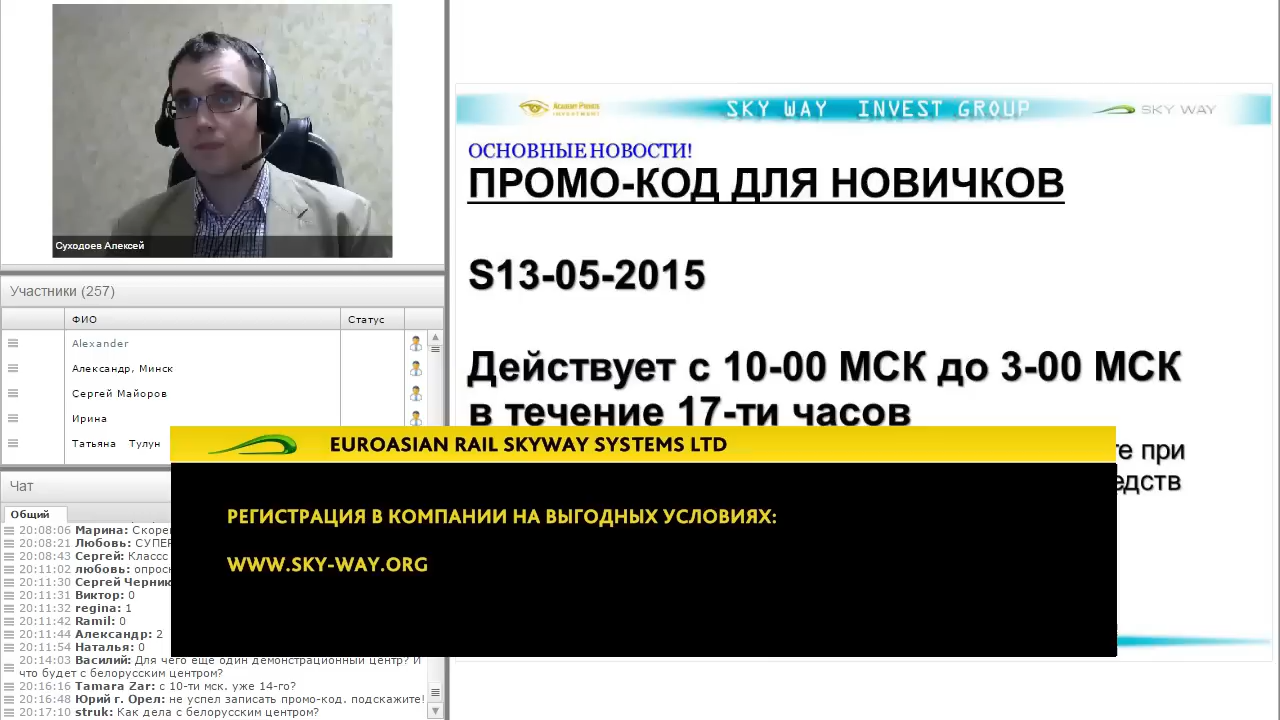 Суходоев Алексей
Участники (257)
ФИО Статус
Alexander
Александр, Минск
Сергей Майоров
Ирина
Татьяна Тулун
Чат
Общий
20:08:06 Марина: Скоре
20:08:21 Любовь: СУПЕР
20:08:43 Сергей: Классс
20:11:02 любовь: опрос
20:11:30 Сергей Черник
20:11:31 Виктор: 0
20:11:32 regina: 1
20:11:42 Ramil: 0
20:11:44 Александр: 2
20:11:54 Наталья: 0
20:14:03 Василий: Для чего еще один демонстрационный центр? И
что будет с белорусским центром?
20:16:16 Tamara Zar: с 10-ти мск. уже 14-го?
20:16:48 Юрий г. Орел: не успел записать промо-код. подскажите!
20:17:10 struk: Как дела с белорусским центром?
SKY WAY INVEST GROUP
SKY WAY
ОСНОВНЫЕ НОВОСТИ!
ПРОМО-КОД ДЛЯ НОВИЧКОВ
S13-05-2015
Действует с 10-00 МСК до 3-00 МСК
в течение 17-ти часов
те при
едств
EUROASIAN RAIL SKYWAY SYSTEMS LTD
РЕГИСТРАЦИЯ В КОМПАНИИ НА ВЫГОДНЫХ УСЛОВИЯХ:
WWW.SKY-WAY.ORG